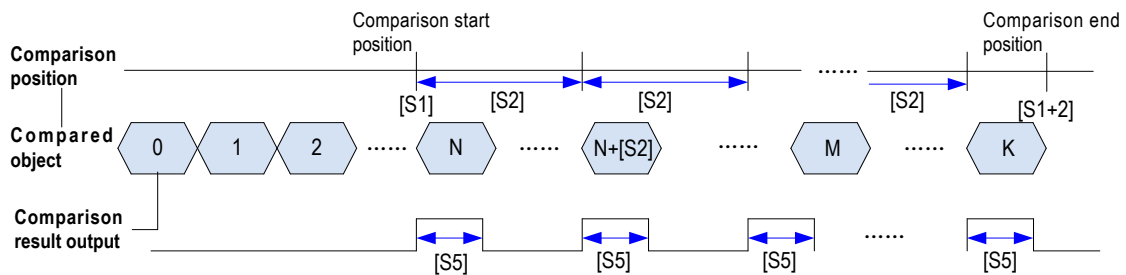 Comparison start
position
Comparison end
position
Comparison
position
......
[S1]
[S2]
[S2]
[S2]
[S1+2]
Compared
object
0
1
2
......
N
......
N+[S2]
......
M
......
K
Comparison
result output
......
[S5]
[S5]
[S5]
[S5]